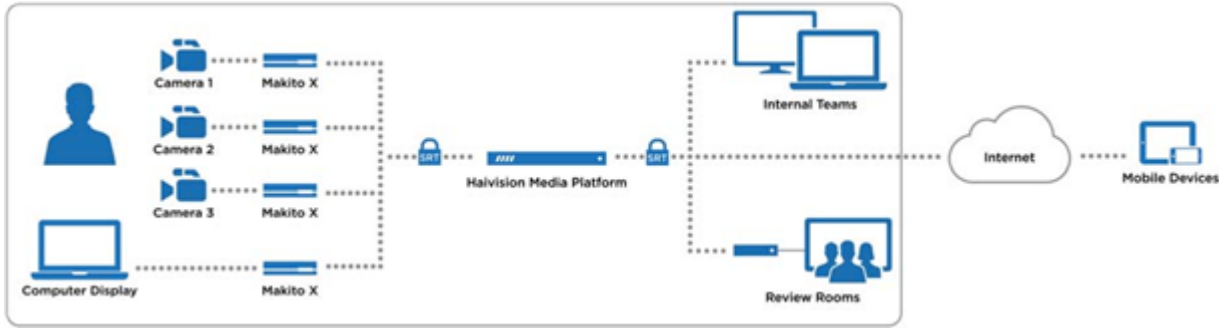 Camera 1
Makito X
Camera 2
Makito X
Camera 3
Makito X
Computer Display
Makito X
SRT
Haivision Media Platform
SRT
Internal Teams
Review Rooms
Internet
Mobile Devices